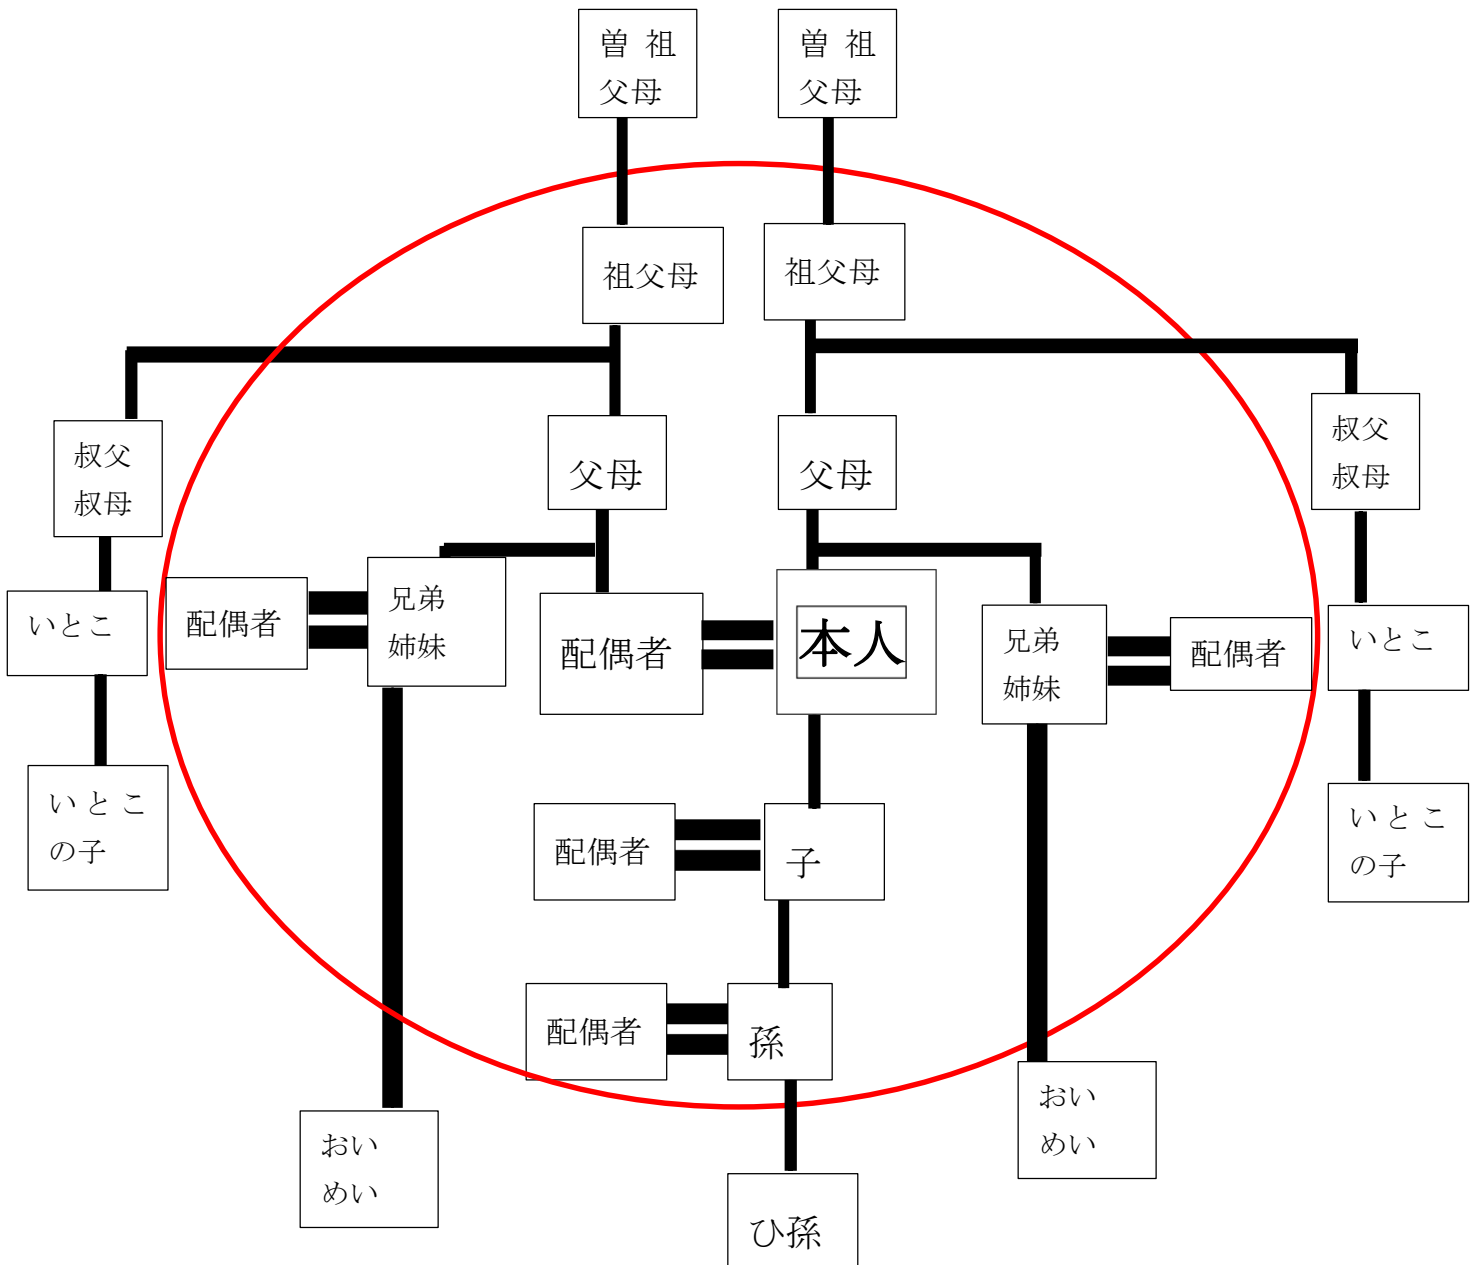 曽祖
父母
曽祖
父母
祖父母
祖父母
叔父
叔母
父母
父母
叔父
叔母
いとこ
配偶者
兄弟
姉妹
配偶者
本人
兄弟
姉妹
配偶者
いとこ
いとこ
の子
配偶者
子
いとこ
の子
配偶者
孫
おい
めい
おい
めい
ひ孫